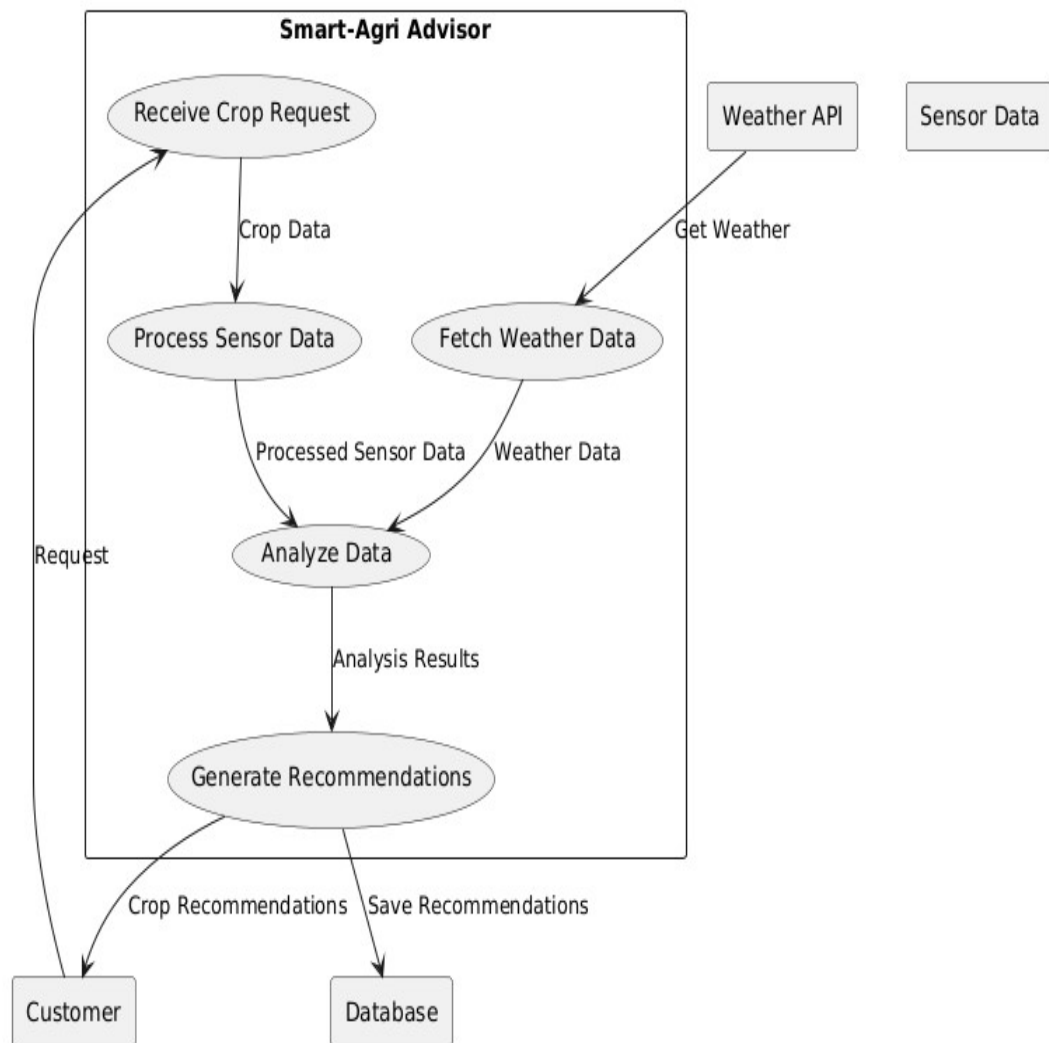 Smart-Agri Advisor
Receive Crop Request
Weather API
Sensor Data
Crop Data
Get Weather
Process Sensor Data
Fetch Weather Data
Processed Sensor Data
Weather Data
Request
Analyze Data
Analysis Results
Generate Recommendations
Crop Recommendations
Save Recommendations
Customer
Database